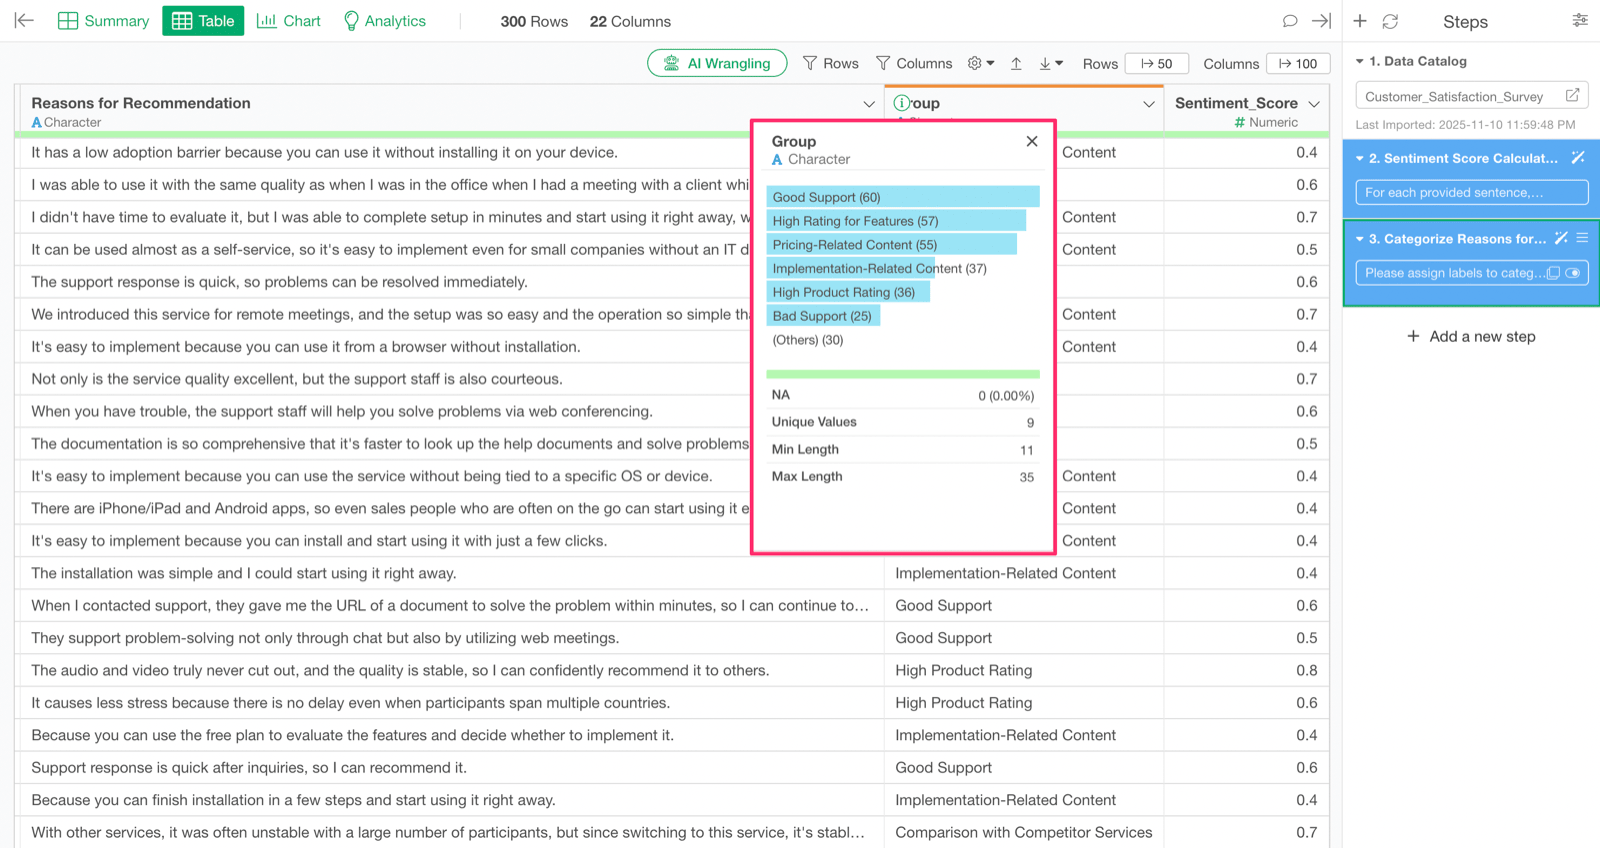 Summary Table Chart Analytics 300 Rows 22 Columns Steps
AI Wrangling Rows Columns Rows 50 Columns 100
Reasons for Recommendation
Character
roup
Sentiment_Score
Numeric
It has a low adoption barrier because you can use it without installing it on your device. Content 0.4
I was able to use it with the same quality as when I was in the office when I had a meeting with a client whi 0.6
I didn't have time to evaluate it, but I was able to complete setup in minutes and start using it right away, w Content 0.7
It can be used almost as a self-service, so it's easy to implement even for small companies without an IT d Content 0.5
The support response is quick, so problems can be resolved immediately. 0.6
We introduced this service for remote meetings, and the setup was so easy and the operation so simple tha Content 0.7
It's easy to implement because you can use it from a browser without installation. Content 0.4
Not only is the service quality excellent, but the support staff is also courteous. 0.7
When you have trouble, the support staff will help you solve problems via web conferencing. 0.6
The documentation is so comprehensive that it's faster to look up the help documents and solve problems 0.5
It's easy to implement because you can use the service without being tied to a specific OS or device. Content 0.4
There are iPhone/iPad and Android apps, so even sales people who are often on the go can start using it e Content 0.4
It's easy to implement because you can install and start using it with just a few clicks. Content 0.4
The installation was simple and I could start using it right away. Implementation-Related Content 0.4
When I contacted support, they gave me the URL of a document to solve the problem within minutes, so I can continue to... Good Support 0.6
They support problem-solving not only through chat but also by utilizing web meetings. Good Support 0.5
The audio and video truly never cut out, and the quality is stable, so I can confidently recommend it to others. High Product Rating 0.8
It causes less stress because there is no delay even when participants span multiple countries. High Product Rating 0.6
Because you can use the free plan to evaluate the features and decide whether to implement it. Implementation-Related Content 0.4
Support response is quick after inquiries, so I can recommend it. Good Support 0.6
Because you can finish installation in a few steps and start using it right away. Implementation-Related Content 0.4
With other services, it was often unstable with a large number of participants, but since switching to this service, it's stabl... Comparison with Competitor Services 0.7
Group
Character
Good Support (60)
High Rating for Features (57)
Pricing-Related Content (55)
Implementation-Related Content (37)
High Product Rating (36)
Bad Support (25)
(Others) (30)
NA 0 (0.00%)
Unique Values 9
Min Length 11
Max Length 35
1. Data Catalog
Customer_Satisfaction_Survey
Last Imported: 2025-11-10 11:59:48 PM
2. Sentiment Score Calculat...
For each provided sentence,...
3. Categorize Reasons for...
Please assign labels to categ...
+ Add a new step